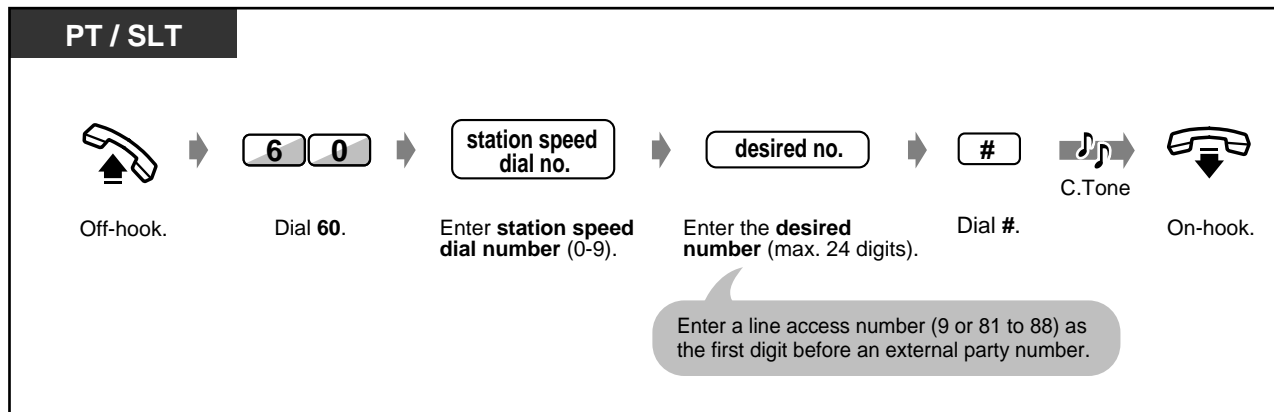 PT / SLT
6 0
station speed
dial no.
desired no.
#
C.Tone
Off-hook.
Dial 60.
Enter station speed
dial number (0-9).
Enter the desired
number (max. 24 digits).
Dial #.
On-hook.
Enter a line access number (9 or 81 to 88) as
the first digit before an external party number.